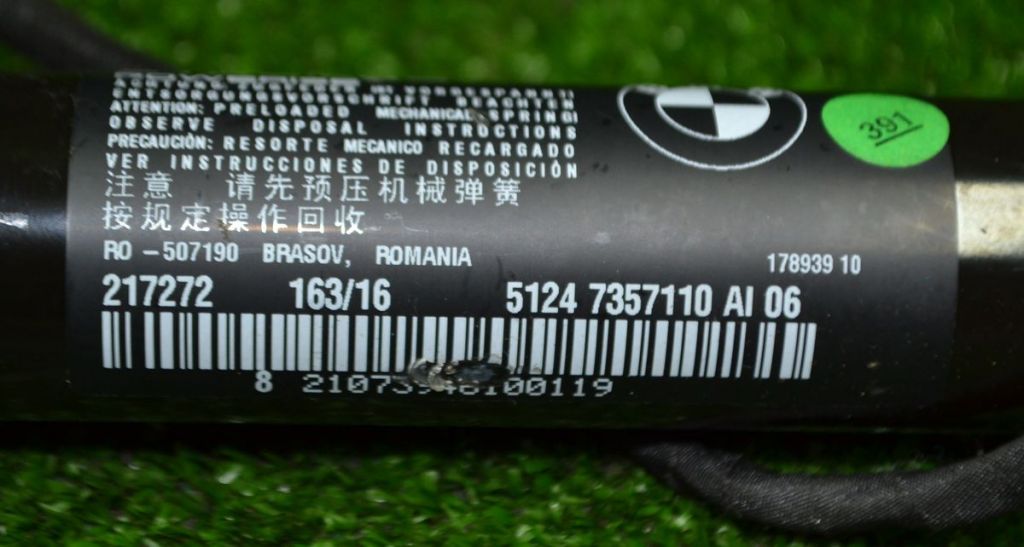 ATTENTION: PRELOADED MECHANICAL SPRING!
OBSERVE DISPOSAL INSTRUCTIONS
PRECAUCIÓN: RESORTE MECANICO RECARGADO
VER INSTRUCCIONES DE DISPOSICIÓN
注意 请先预压机械弹簧
按规定操作回收
RO - 507190 BRASOV, ROMANIA
178939 10
217272 163/16 5124 7357110 AI 06
8
391